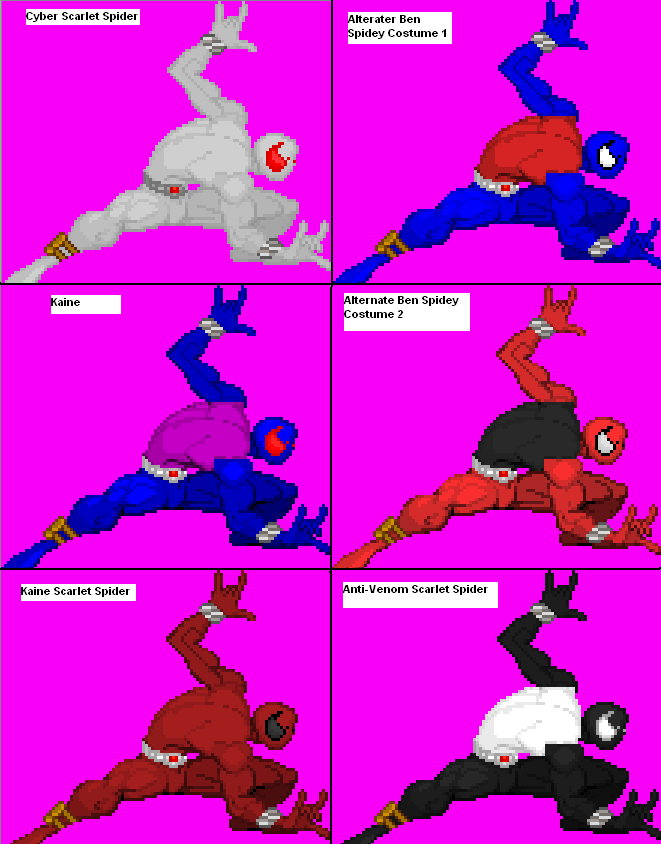 Cyber Scarlet Spider
Alterater Ben
Spidey Costume 1
Kaine
Alternate Ben Spidey
Costume 2
Kaine Scarlet Spider
Anti-Venom Scarlet Spider